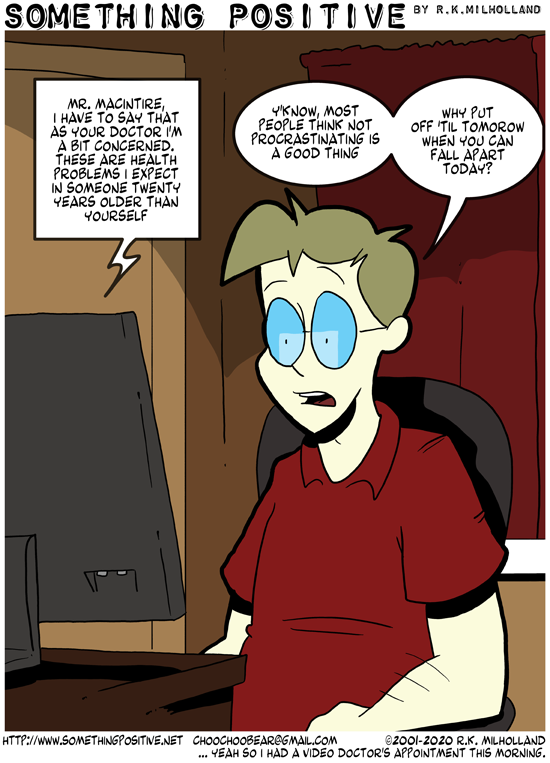 SOMETHING POSITIVE BY R.K.MILHOLLAND
MR. MACINTIRE,
I HAVE TO SAY THAT
AS YOUR DOCTOR I'M
A BIT CONCERNED.
THESE ARE HEALTH
PROBLEMS I EXPECT
IN SOMEONE TWENTY
YEARS OLDER THAN
YOURSELF
Y'KNOW, MOST
PEOPLE THINK NOT
PROCRASTINATING IS
A GOOD THING
WHY PUT
OFF 'TIL TOMOROW
WHEN YOU CAN
FALL APART
TODAY?
HTTP://WWW.SOMETHINGPOSITIVE.NET CHOOCHOOBEAR@GMAIL.COM ©2001-2020 R.K. MILHOLLAND
... YEAH SO I HAD A VIDEO DOCTOR'S APPOINTMENT THIS MORNING.